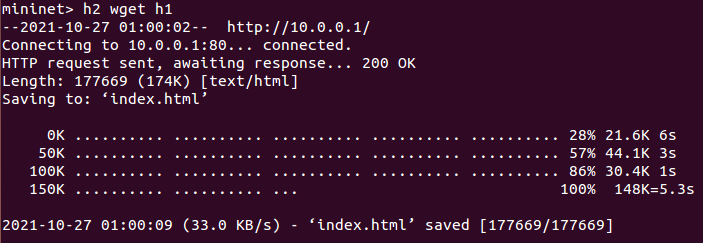 mininet> h2 wget h1
--2021-10-27 01:00:02--  http://10.0.0.1/
Connecting to 10.0.0.1:80... connected.
HTTP request sent, awaiting response... 200 OK
Length: 177669 (174K) [text/html]
Saving to: ‘index.html’
0K .......... .......... .......... .......... .......... 28% 21.6K 6s
50K .......... .......... .......... .......... .......... 57% 44.1K 3s
100K .......... .......... .......... .......... .......... 86% 30.4K 1s
150K .......... .......... ... 100%  148K=5.3s
2021-10-27 01:00:09 (33.0 KB/s) - ‘index.html’ saved [177669/177669]